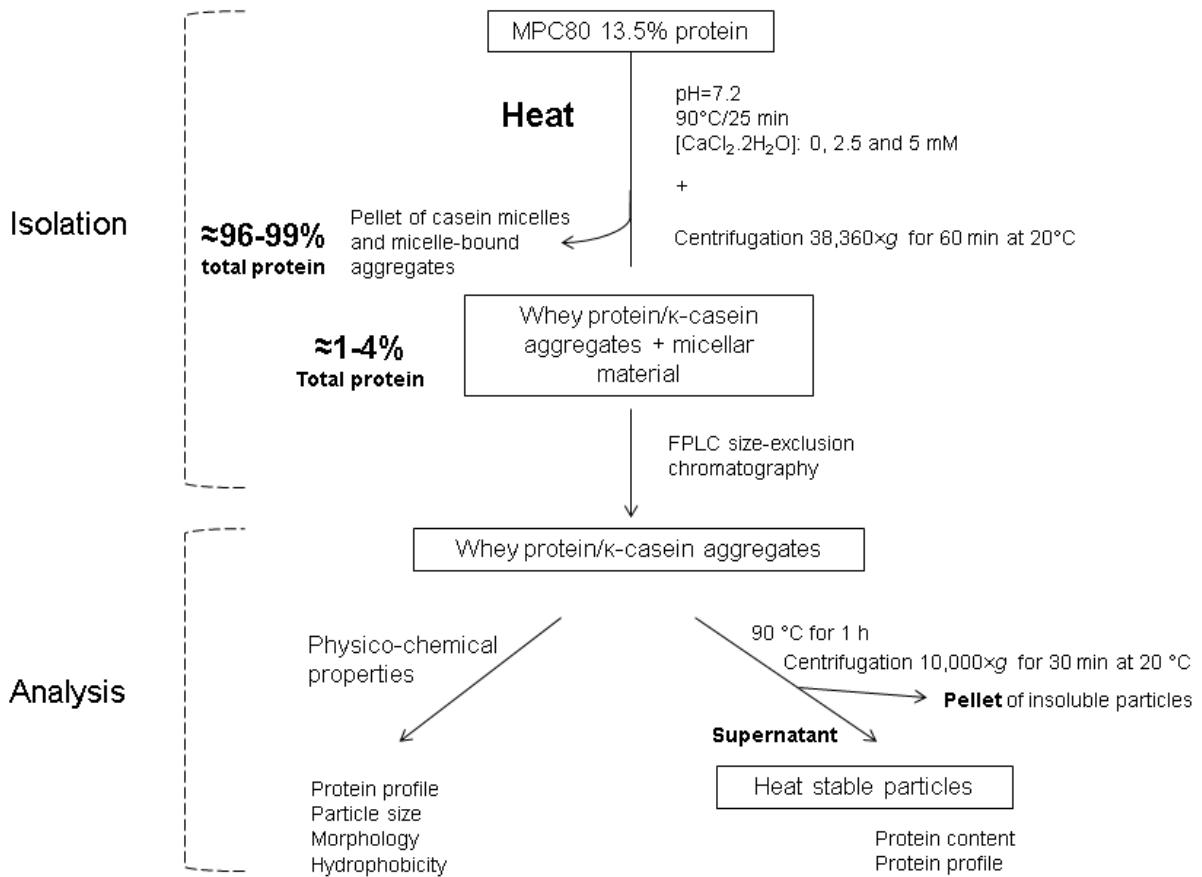 MPC80 13.5% protein
Heat
pH=7.2
90°C/25 min
[CaCl2.2H2O]: 0, 2.5 and 5 mM
+
Centrifugation 38,360×g for 60 min at 20°C
Isolation
≈96-99%
total protein
Pellet of casein micelles
and micelle-bound
aggregates
Whey protein/κ-casein
aggregates + micellar
material
≈1-4%
Total protein
FPLC size-exclusion
chromatography
Whey protein/κ-casein aggregates
Analysis
Physico-chemical
properties
90 °C for 1 h
Centrifugation 10,000×g for 30 min at 20 °C
Pellet of insoluble particles
Supernatant
Heat stable particles
Protein profile
Particle size
Morphology
Hydrophobicity
Protein content
Protein profile